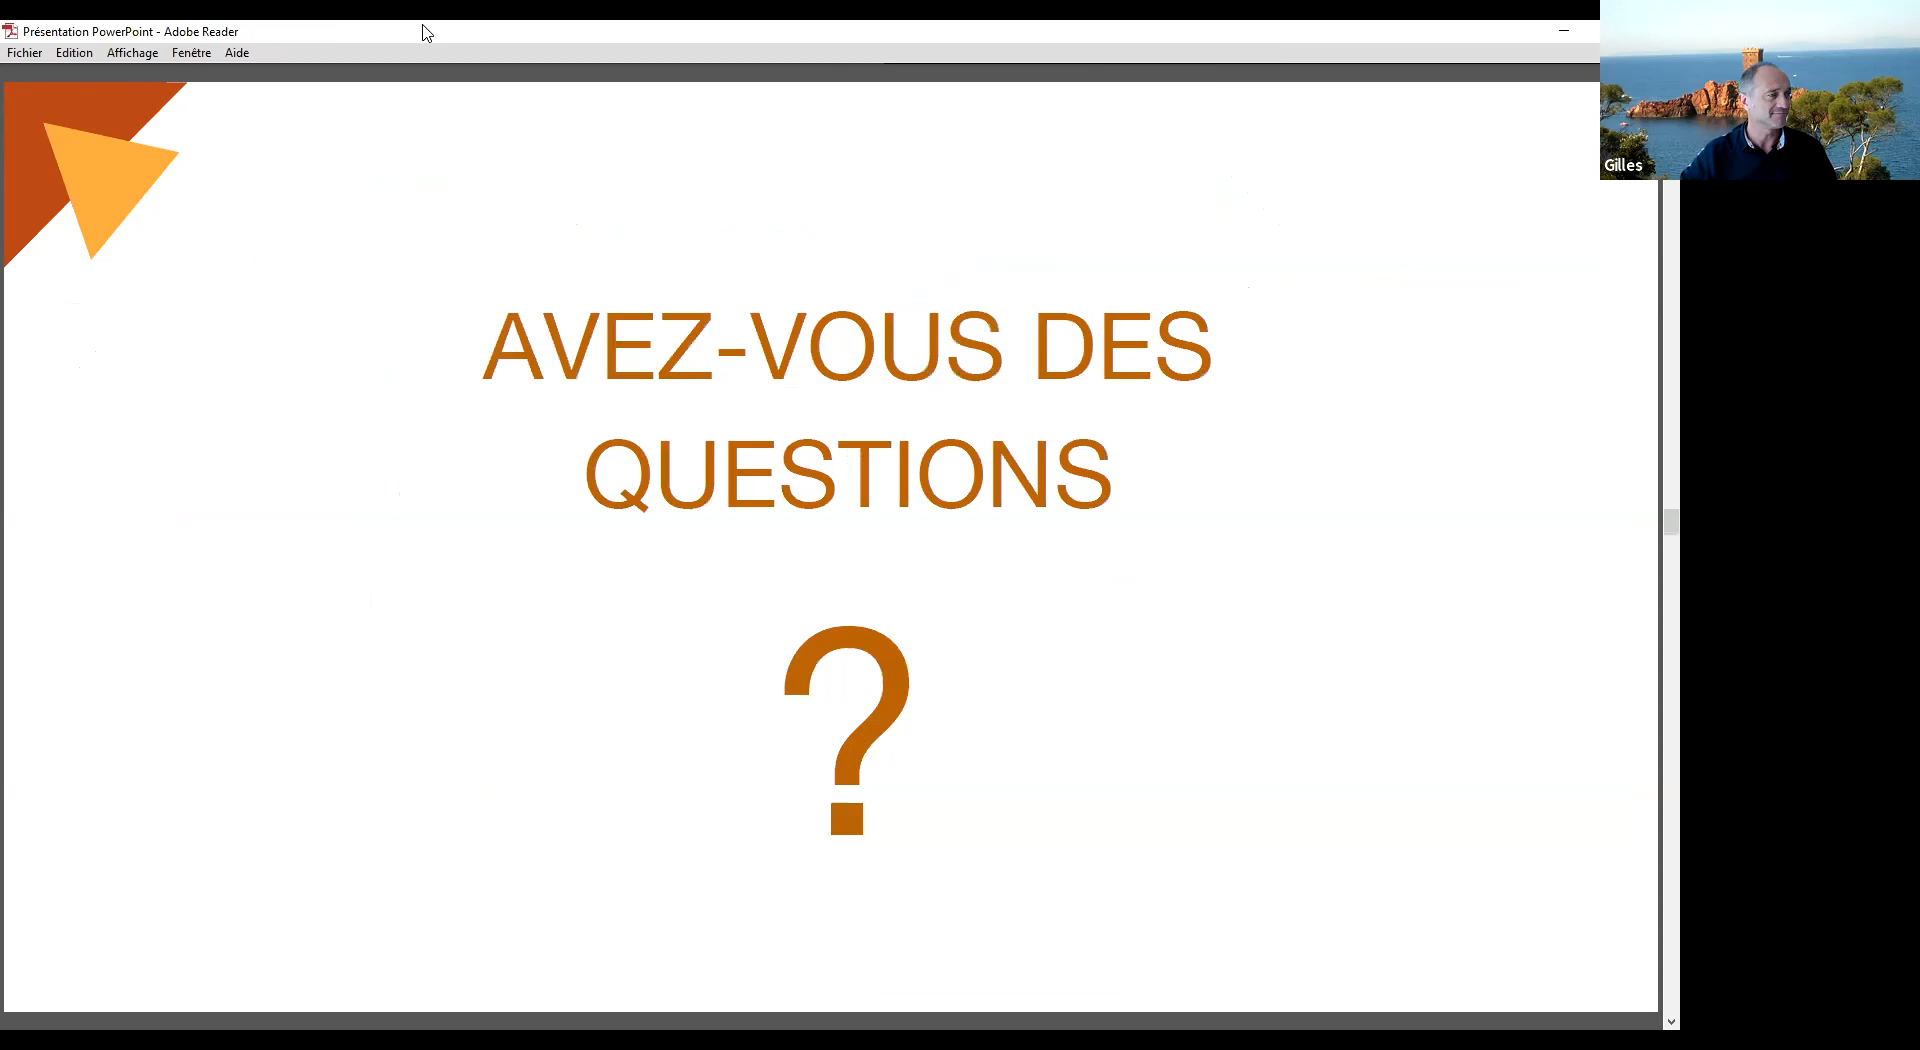 Présentation PowerPoint - Adobe Reader
Fichier Edition Affichage Fenêtre Aide
Gilles
AVEZ-VOUS DES
QUESTIONS
?